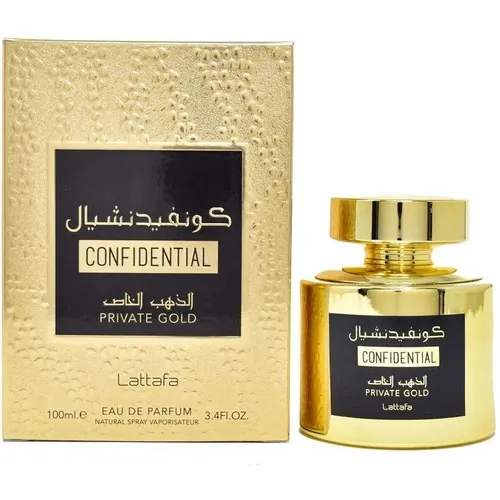 كونفيدنشيال
CONFIDENTIAL
الذهب الخاص
PRIVATE GOLD
Lattafa
100ml.e EAU DE PARFUM 3.4FL.OZ.
NATURAL SPRAY VAPORISATEUR
كونفيدنشيال
CONFIDENTIAL
الذهب الخاص
PRIVATE GOLD
Lattafa